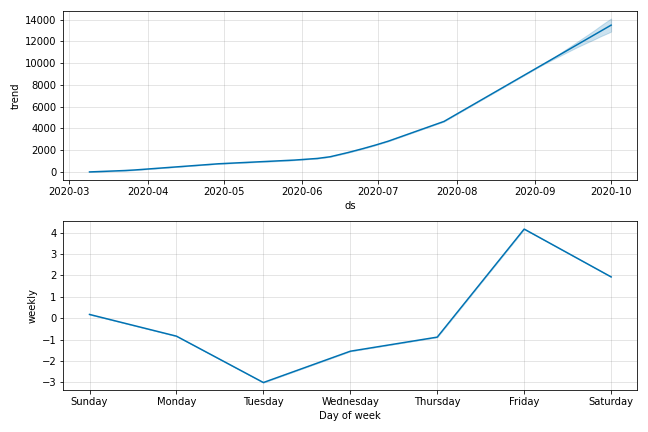 14000
12000
10000
8000
6000
4000
2000
0
trend
2020-03 2020-04 2020-05 2020-06 2020-07 2020-08 2020-09 2020-10
ds
4
3
2
1
0
−1
−2
−3
weekly
Sunday Monday Tuesday Wednesday Thursday Friday Saturday
Day of week